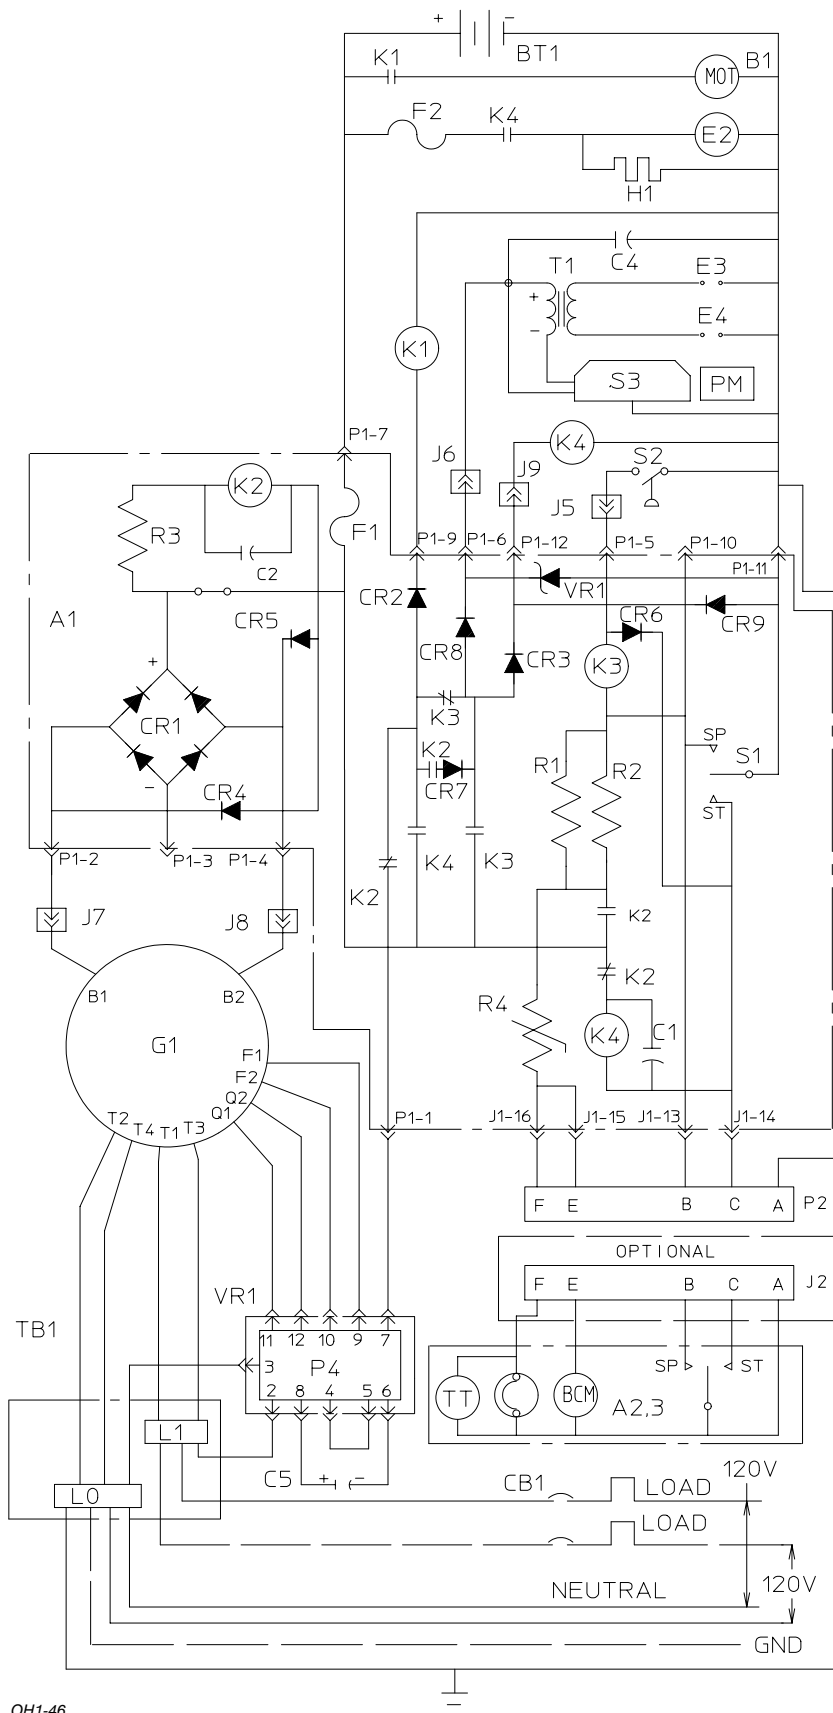 + -
BT1
K1
MOT
B1
F2
K4
E2
H1
C4
T1
E3
+
-
E4
K1
S3
PM
P1-7
J6
K4
J9
S2
K2
J5
R3
F1
C2
P1-9
P1-6
P1-12
P1-5
P1-10
P1-11
VR1
A1
CR5
CR2
CR8
CR3
CR6
CR9
K3
+
CR1
-
K3
K2
CR7
SP
S1
R1
R2
ST
CR4
P1-2
P1-3
P1-4
K2
K4
K3
J7
J8
K2
K2
B1
B2
R4
K4
C1
G1
F1
F2
Q2
Q1
T2
T4
T1
T3
P1-1
J1-16
J1-15
J1-13
J1-14
F E B C A
P2
OPTIONAL
F E B C A
J2
VR1
TB1
11 12 10 9 7
3
P4
2 8 4 5 6
SP
ST
TT
BCM
A2,3
L1
C5
+ -
CB1
LOAD
120V
L0
LOAD
120V
NEUTRAL
GND
OH1-46